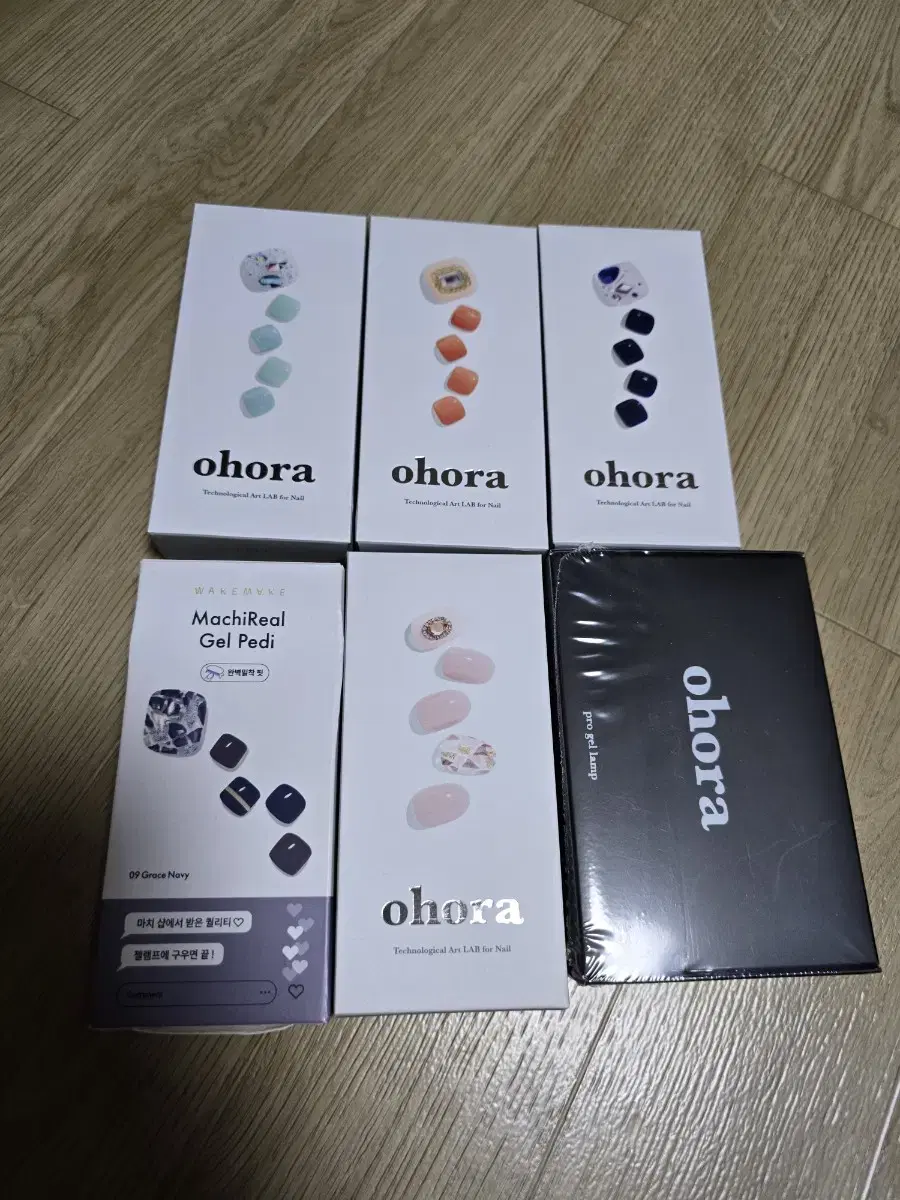 ohora
Technological Art LAB for Nail
ohora
Technological Art LAB for Nail
ohora
Technological Art LAB for Nail
WAKEMAKE
MachiReal
Gel Pedi
완벽밀착 핏
09 Grace Navy
마치 샵에서 받은 퀄리티♡
젤램프에 구우면 끝!
ohora
Technological Art LAB for Nail
ohora
pro gel lamp